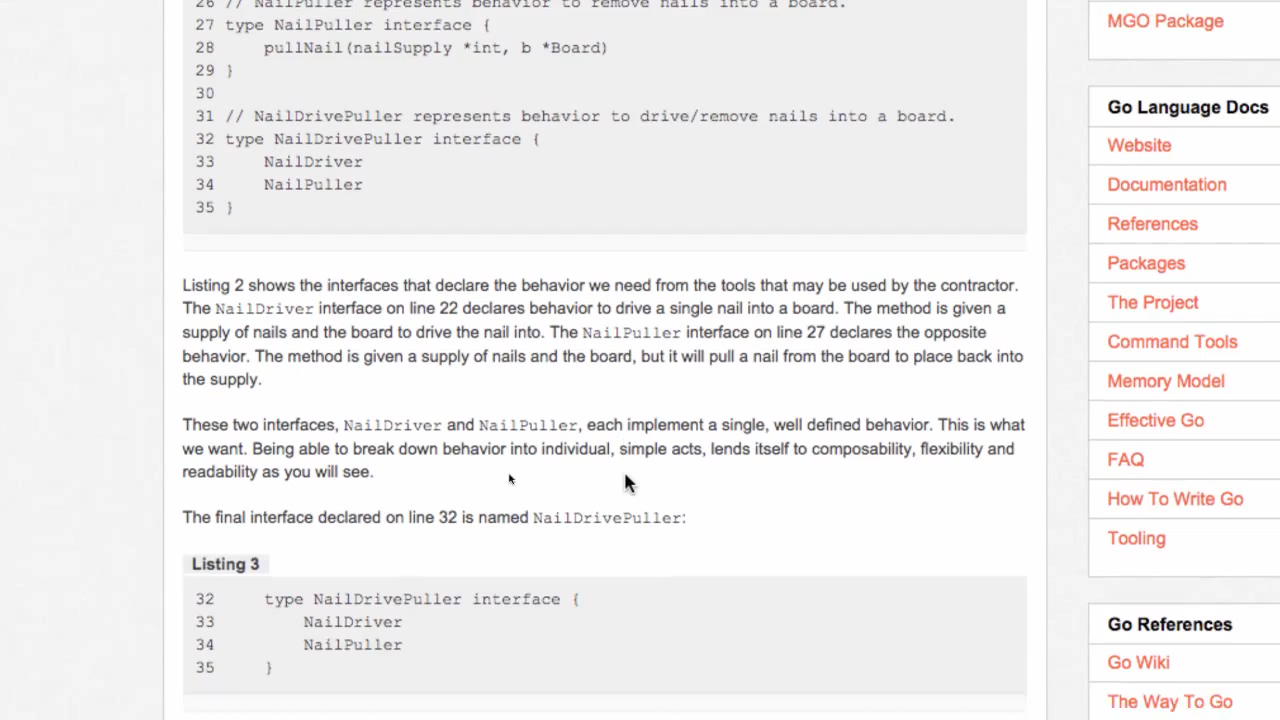 26 // NailPuller represents behavior to remove nails into a board.
27 type NailPuller interface {
28     pullNail(nailSupply *int, b *Board)
29 }
30
31 // NailDrivePuller represents behavior to drive/remove nails into a board.
32 type NailDrivePuller interface {
33     NailDriver
34     NailPuller
35 }
Listing 2 shows the interfaces that declare the behavior we need from the tools that may be used by the contractor.
The NailDriver interface on line 22 declares behavior to drive a single nail into a board. The method is given a
supply of nails and the board to drive the nail into. The NailPuller interface on line 27 declares the opposite
behavior. The method is given a supply of nails and the board, but it will pull a nail from the board to place back into
the supply.
These two interfaces, NailDriver and NailPuller, each implement a single, well defined behavior. This is what
we want. Being able to break down behavior into individual, simple acts, lends itself to composability, flexibility and
readability as you will see.
The final interface declared on line 32 is named NailDrivePuller:
Listing 3
32     type NailDrivePuller interface {
33         NailDriver
34         NailPuller
35     }
MGO Package
Go Language Docs
Website
Documentation
References
Packages
The Project
Command Tools
Memory Model
Effective Go
FAQ
How To Write Go
Tooling
Go References
Go Wiki
The Way To Go